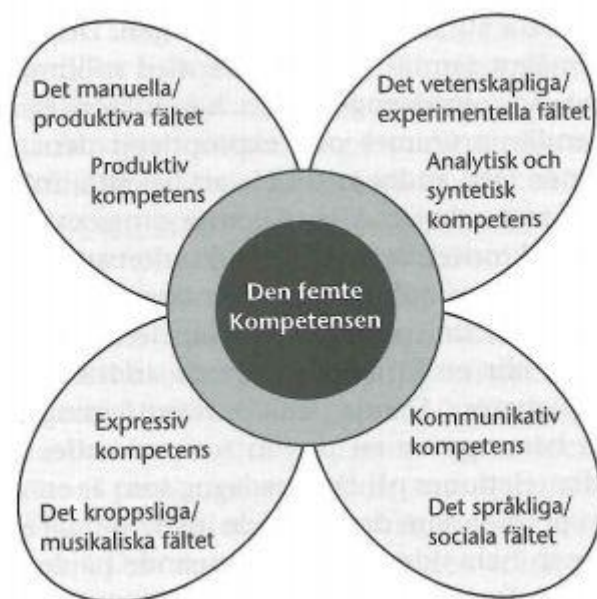 Det manuella/
produktiva fältet
Produktiv
kompetens
Det vetenskapliga/
experimentella fältet
Analytisk och
syntetisk
kompetens
Den femte
Kompetensen
Expressiv
kompetens
Det kroppsliga/
musikaliska fältet
Kommunikativ
kompetens
Det språkliga/
sociala fältet